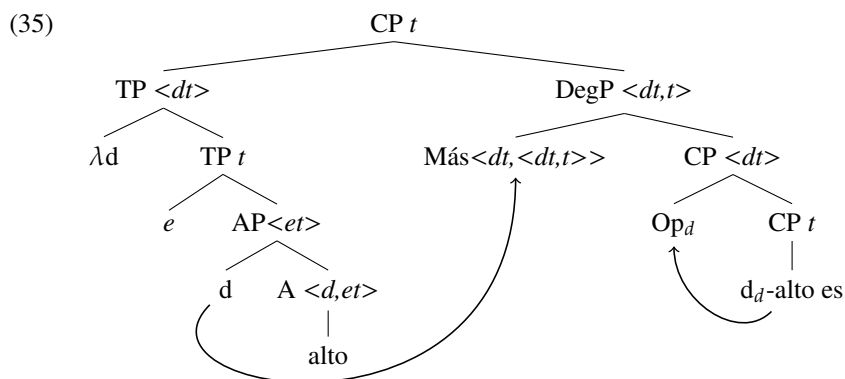 (35) CP t
TP <dt> DegP <dt,t>
λd TP t Más<dt,<dt,t>> CP <dt>
e AP<et> Op_d CP t
d A <d,et> d_d-alto es
alto